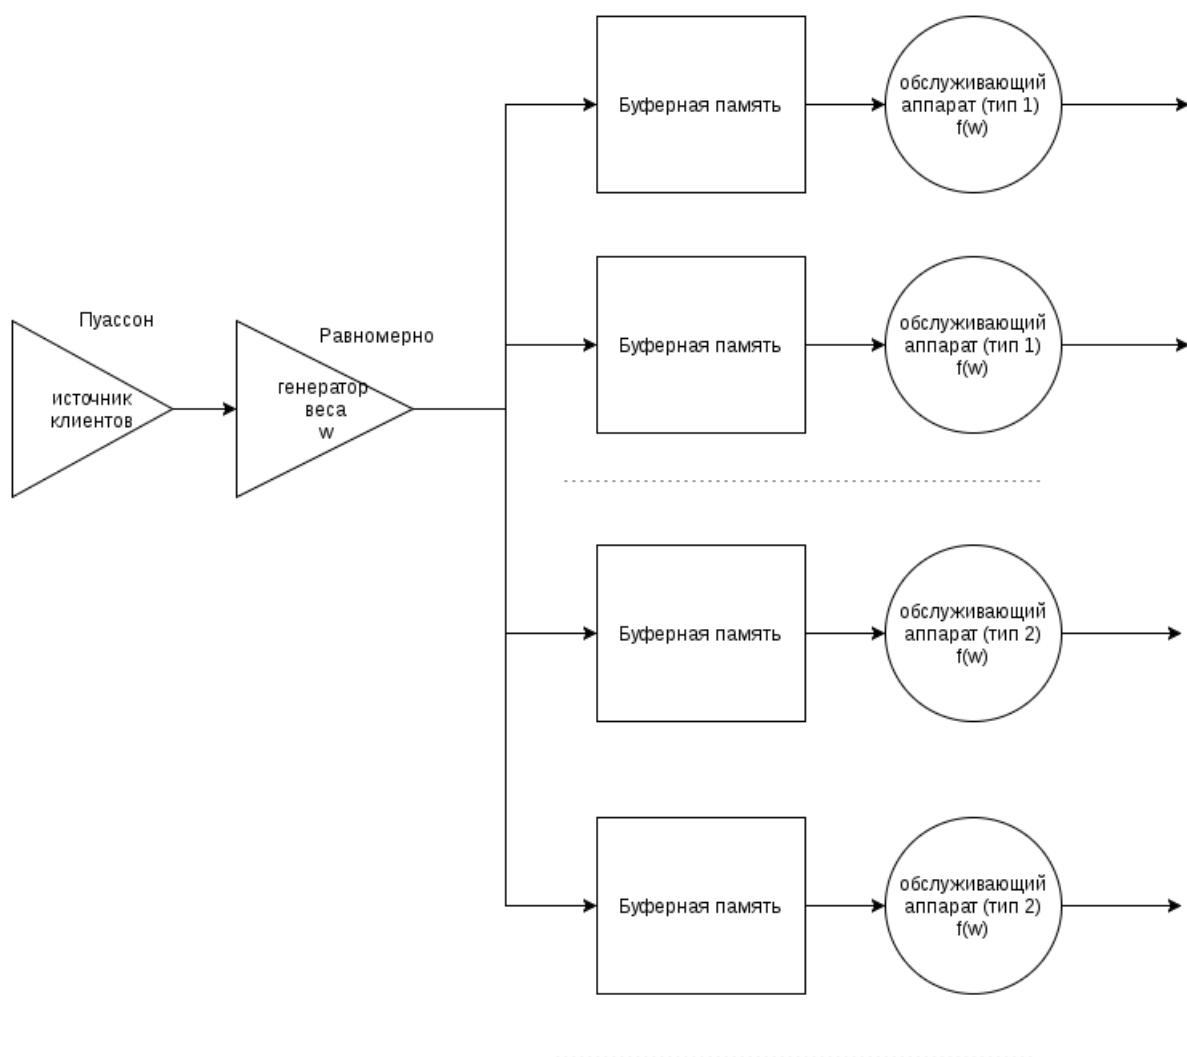 Пуассон
источник
клиентов
Равномерно
генератор
веса
w
Буферная память
обслуживающий
аппарат (тип 1)
f(w)
Буферная память
обслуживающий
аппарат (тип 1)
f(w)
Буферная память
обслуживающий
аппарат (тип 2)
f(w)
Буферная память
обслуживающий
аппарат (тип 2)
f(w)